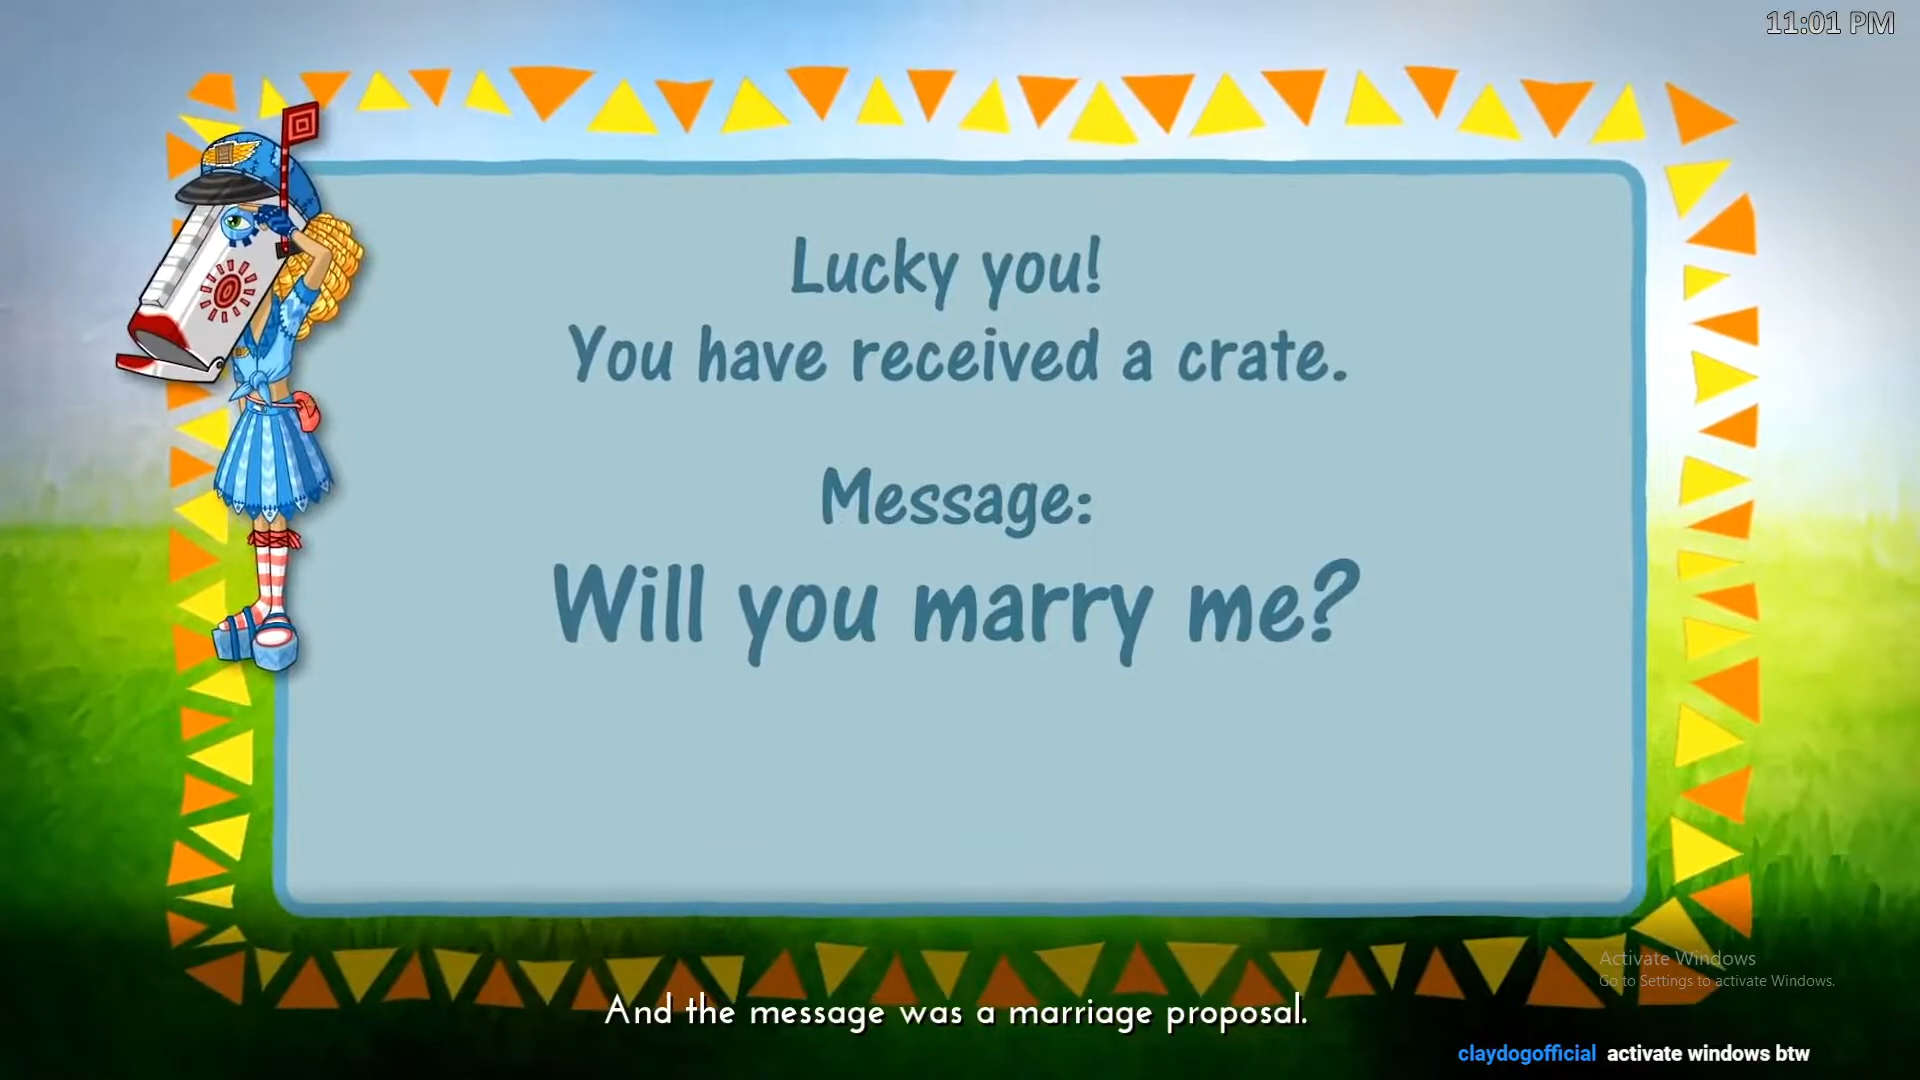 11:01 PM
Lucky you!
You have received a crate.
Message:
Will you marry me?
Activate Windows
Go to Settings to activate Windows.
And the message was a marriage proposal.
claydogofficial activate windows btw